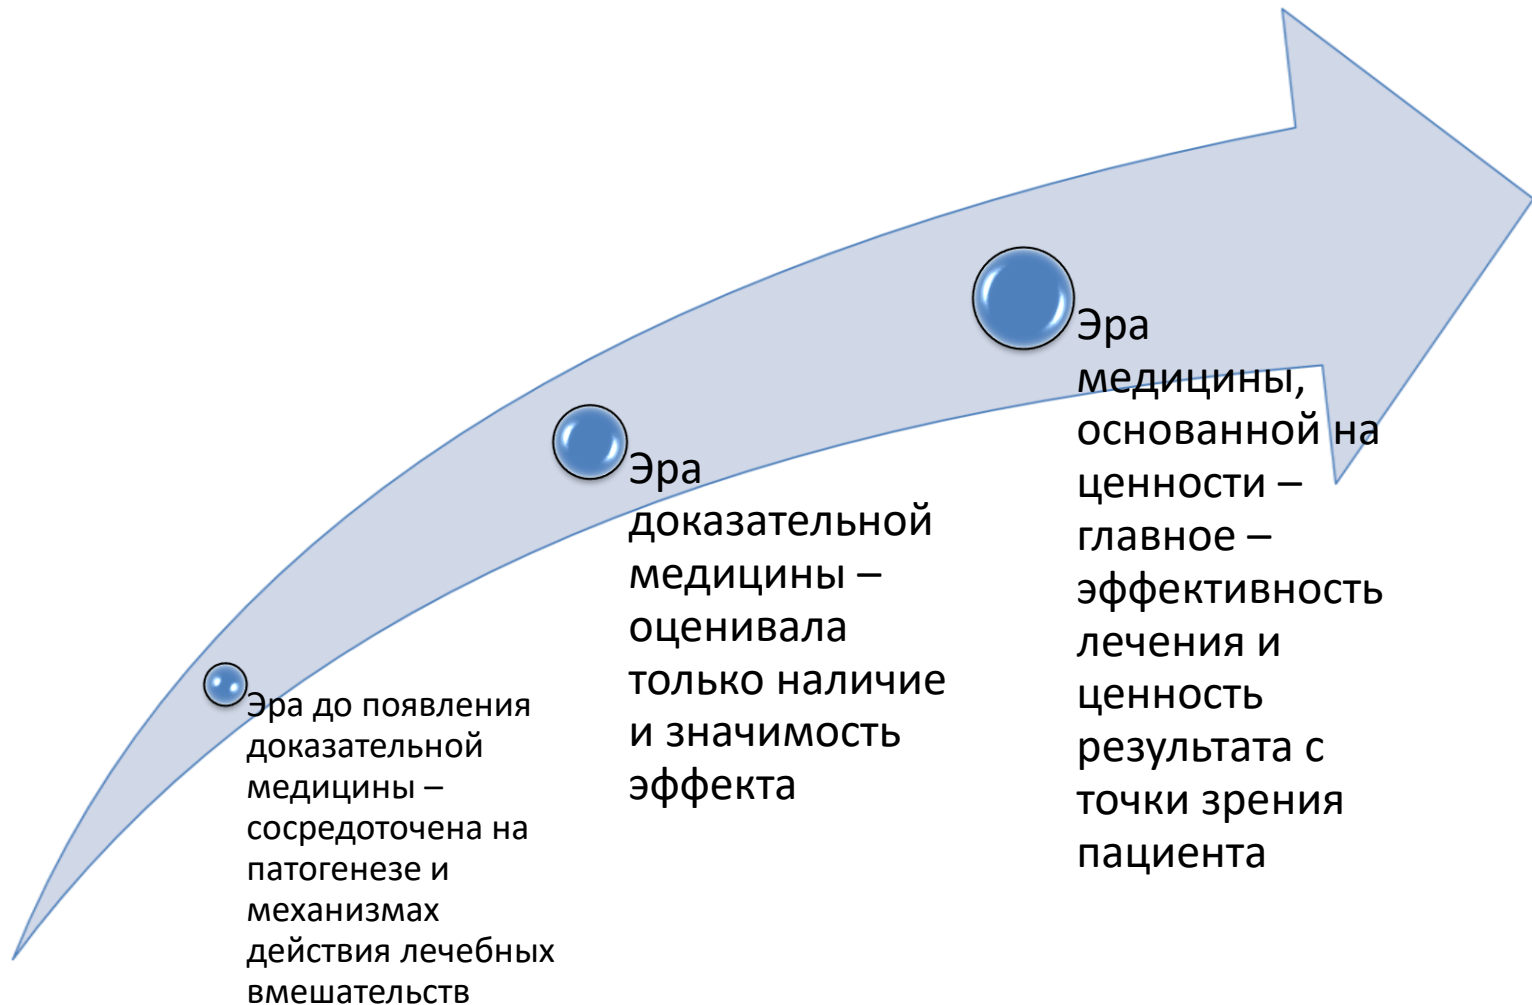 Эра до появления
доказательной
медицины –
сосредоточена на
патогенезе и
механизмах
действия лечебных
вмешательств
Эра
доказательной
медицины –
оценивала
только наличие
и значимость
эффекта
Эра
медицины,
основанной на
ценности –
главное –
эффективность
лечения и
ценность
результата с
точки зрения
пациента